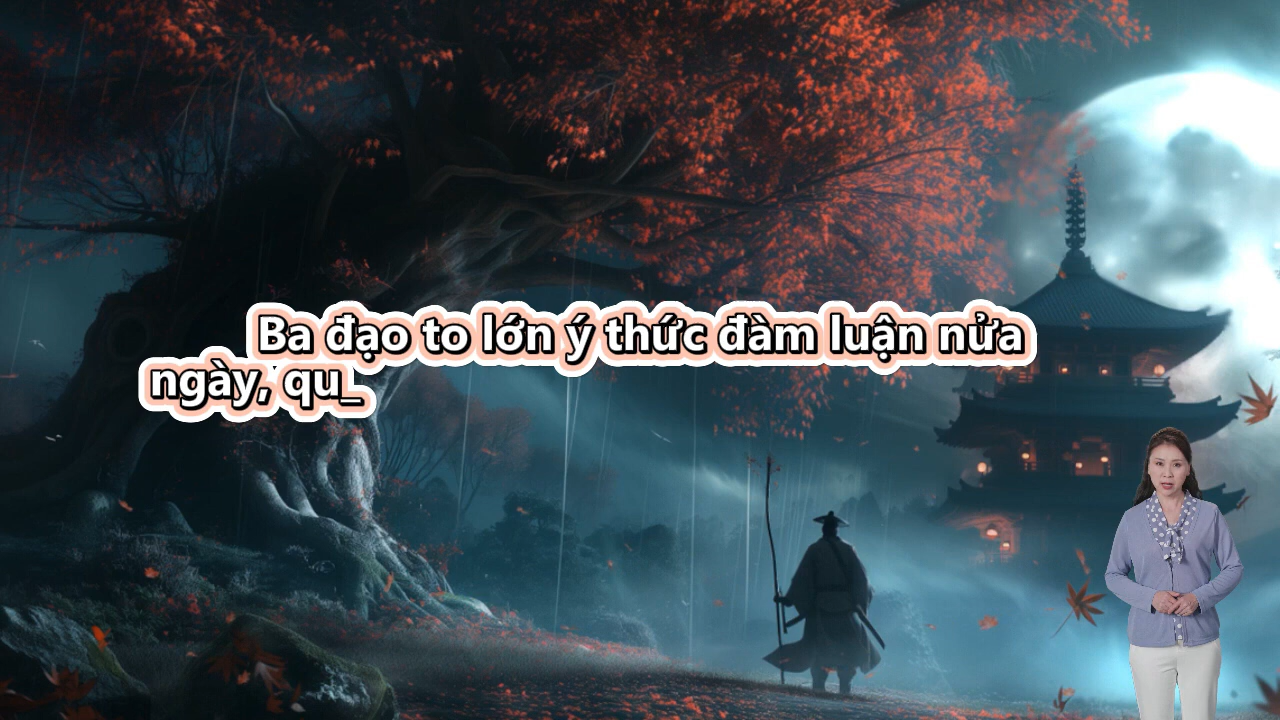 Ba đạo to lớn ý thức đàm luận nửa
ngày, qu_